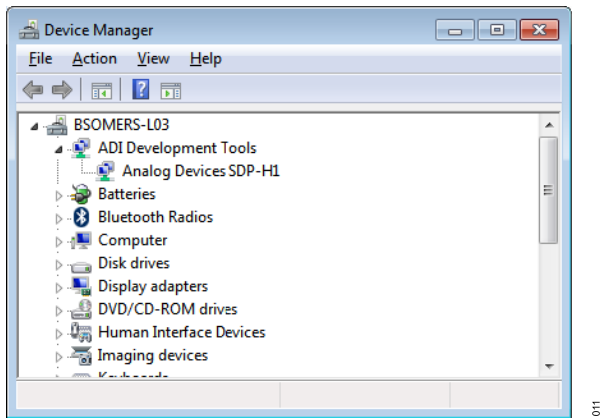 Device Manager
File Action View Help
BSOMERS-L03
ADI Development Tools
Analog Devices SDP-H1
Batteries
Bluetooth Radios
Computer
Disk drives
Display adapters
DVD/CD-ROM drives
Human Interface Devices
Imaging devices
Keyboards
011